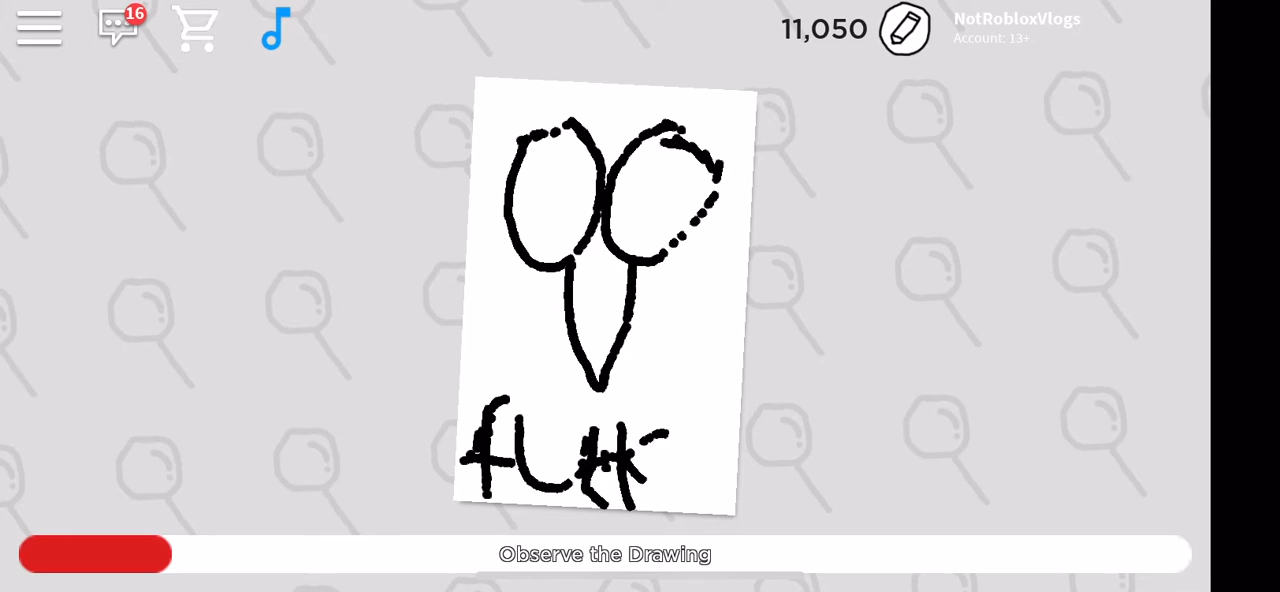 16
11,050
NotRobloxVlogs
Account: 13+
Observe the Drawing